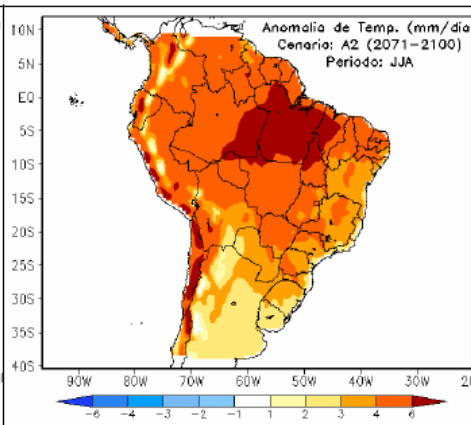 Anomalia de Temp. (mm/dia
Cenario: A2 (2071-2100)
Periodo: JJA
10N
5N
EQ
5S
10S
15S
20S
25S
30S
35S
40S
90W 80W 70W 60W 50W 40W 30W 20
-6 -4 -3 -2 -1 1 2 3 4 6